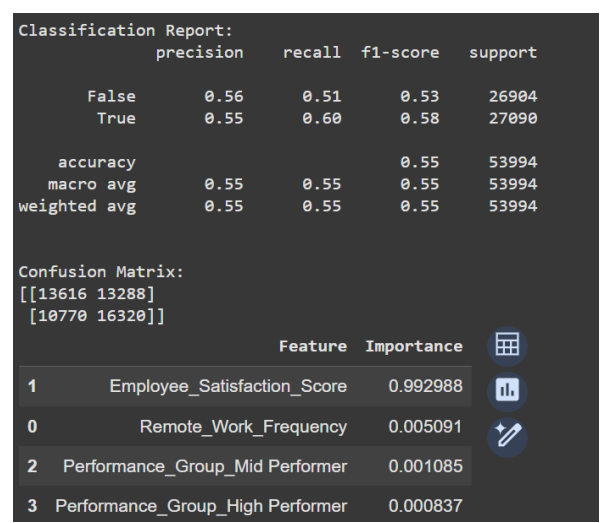 Classification Report:
precision recall f1-score support
False 0.56 0.51 0.53 26904
True 0.55 0.60 0.58 27090
accuracy 0.55 53994
macro avg 0.55 0.55 0.55 53994
weighted avg 0.55 0.55 0.55 53994
Confusion Matrix:
[[13616 13288]
[10770 16320]]
Feature Importance
1 Employee_Satisfaction_Score 0.992988
0 Remote_Work_Frequency 0.005091
2 Performance_Group_Mid Performer 0.001085
3 Performance_Group_High Performer 0.000837